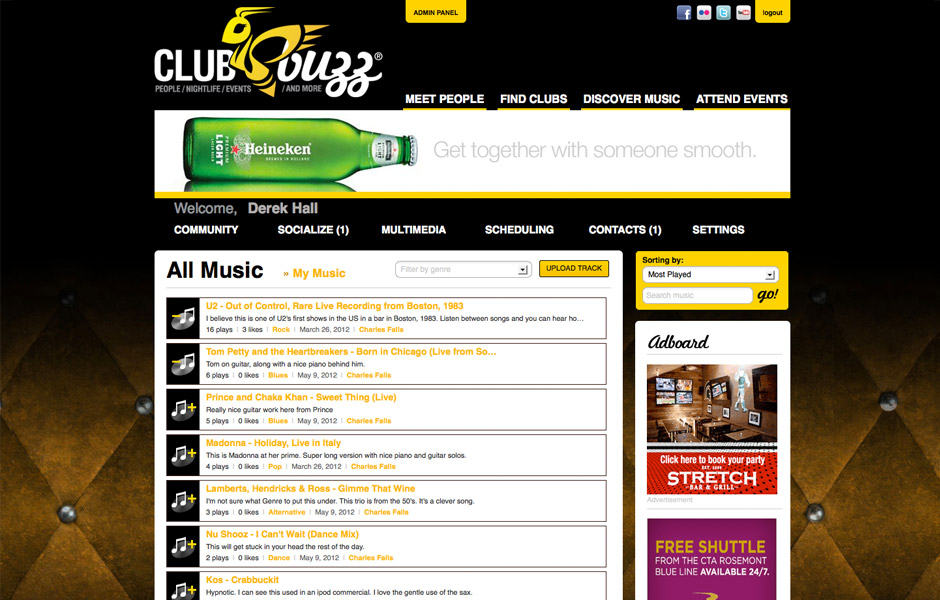 ADMIN PANEL
logout
CLUB buzz®
PEOPLE / NIGHTLIFE / EVENTS / AND MORE
MEET PEOPLE FIND CLUBS DISCOVER MUSIC ATTEND EVENTS
PREMIUM LIGHT Heineken
BREWED IN HOLLAND
Get together with someone smooth.
Welcome, Derek Hall
COMMUNITY SOCIALIZE (1) MULTIMEDIA SCHEDULING CONTACTS (1) SETTINGS
All Music » My Music Filter by genre UPLOAD TRACK
U2 - Out of Control, Rare Live Recording from Boston, 1983
I believe this is one of U2's first shows in the US in a bar in Boston, 1983. Listen between songs and you can hear ho...
16 plays | 3 likes | Rock | March 26, 2012 | Charles Falls
Tom Petty and the Heartbreakers - Born in Chicago (Live from So...
Tom on guitar, along with a nice piano behind him.
6 plays | 0 likes | Blues | May 9, 2012 | Charles Falls
Prince and Chaka Khan - Sweet Thing (Live)
Really nice guitar work here from Prince
5 plays | 0 likes | Blues | May 9, 2012 | Charles Falls
Madonna - Holiday, Live in Italy
This is Madonna at her prime. Super long version with nice piano and guitar solos.
4 plays | 0 likes | Pop | March 26, 2012 | Charles Falls
Lamberts, Hendricks & Ross - Gimme That Wine
I'm not sure what Genre to put this under. This trio is from the 50's. It's a clever song.
3 plays | 0 likes | Alternative | May 9, 2012 | Charles Falls
Nu Shooz - I Can't Wait (Dance Mix)
This will get stuck in your head the rest of the day.
2 plays | 0 likes | Dance | May 9, 2012 | Charles Falls
Kos - Crabbuckit
Hypnotic. I can see this used in an ipod commercial. I love the gentle use of the sax.
Sorting by:
Most Played
Search music go!
Adboard
Click here to book your party
EST. 2009
STRETCH
BAR & GRILL
Advertisement
FREE SHUTTLE
FROM THE CTA ROSEMONT
BLUE LINE AVAILABLE 24/7.